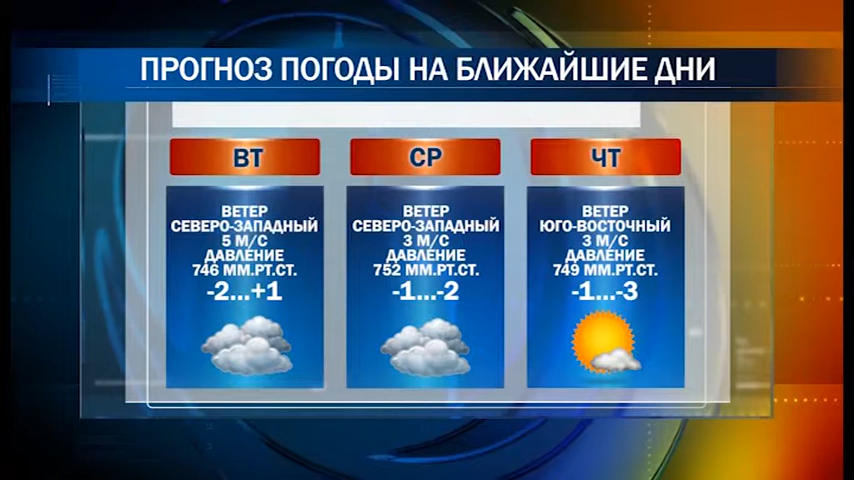 ПРОГНОЗ ПОГОДЫ НА БЛИЖАЙШИЕ ДНИ
ВТ
ВЕТЕР
СЕВЕРО-ЗАПАДНЫЙ
5 М/С
ДАВЛЕНИЕ
746 ММ.РТ.СТ.
-2...+1
СР
ВЕТЕР
СЕВЕРО-ЗАПАДНЫЙ
3 М/С
ДАВЛЕНИЕ
752 ММ.РТ.СТ.
-1...-2
ЧТ
ВЕТЕР
ЮГО-ВОСТОЧНЫЙ
3 М/С
ДАВЛЕНИЕ
749 ММ.РТ.СТ.
-1...-3